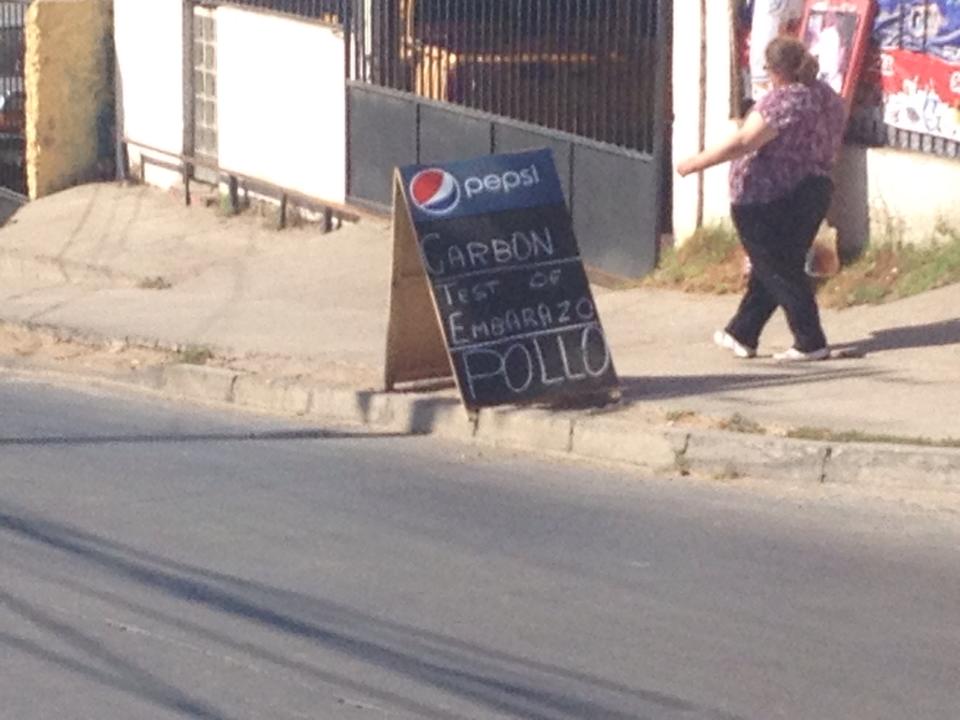 pepsi
CARBON
TEST DE
EMBARAZO
POLLO